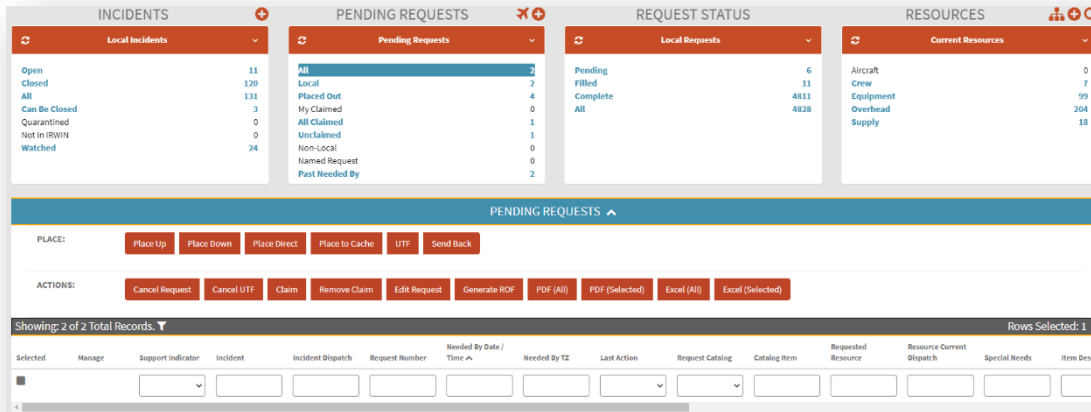 INCIDENTS
Local Incidents
Open 11
Closed 120
All 131
Can Be Closed 3
Quarantined 0
Not In IRWIN 0
Watched 24
PENDING REQUESTS
Pending Requests
All 2
Local 2
Placed Out 4
My Claimed 0
All Claimed 1
Unclaimed 1
Non-Local 0
Named Request 0
Past Needed By 2
REQUEST STATUS
Local Requests
Pending 6
Filled 11
Complete 4811
All 4828
RESOURCES
Current Resources
Aircraft 0
Crew 7
Equipment 99
Overhead 204
Supply 18
PENDING REQUESTS
PLACE: Place Up Place Down Place Direct Place to Cache UTF Send Back
ACTIONS: Cancel Request Cancel UTF Claim Remove Claim Edit Request Generate ROF PDF (All) PDF (Selected) Excel (All) Excel (Selected)
Showing: 2 of 2 Total Records. Rows Selected: 1
Selected Manage Support Indicator Incident Incident Dispatch Request Number Needed By Date / Time Needed By TZ Last Action Request Catalog Catalog Item Requested Resource Resource Current Dispatch Special Needs Item Des